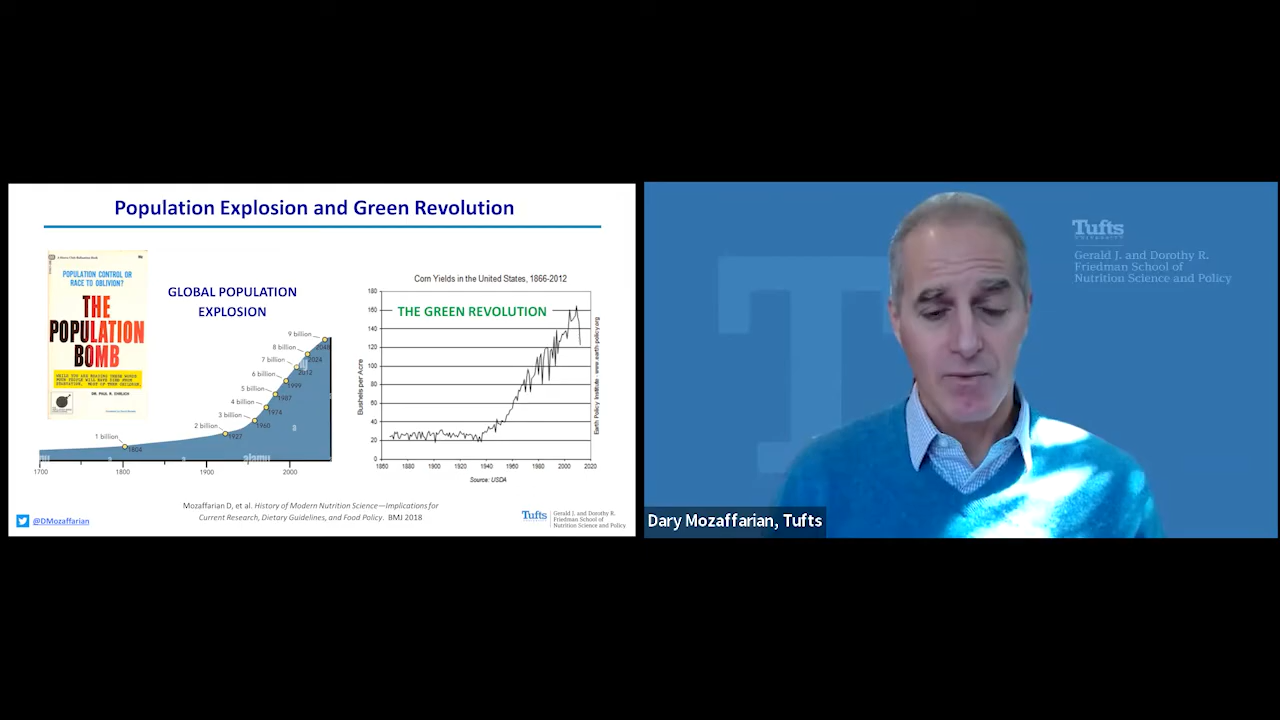 Population Explosion and Green Revolution
POPULATION CONTROL OR
RACE TO OBLIVION?
THE
POPULATION
BOMB
DR. PAUL R. EHRLICH
GLOBAL POPULATION
EXPLOSION
9 billion
2048
8 billion
2024
7 billion
2012
6 billion
1999
5 billion
1987
4 billion
1974
3 billion
1960
2 billion
1927
1 billion
1804
alamy
1700
1800
1900
2000
Corn Yields in the United States, 1866-2012
THE GREEN REVOLUTION
Bushels per Acre
180
160
140
120
100
80
60
40
20
0
1860
1880
1900
1920
1940
1960
1980
2000
2020
Earth Policy Institute - www.earth-policy.org
Source: USDA
Mozaffarian D, et al. History of Modern Nutrition Science—Implications for
Current Research, Dietary Guidelines, and Food Policy. BMJ 2018
@DMozaffarian
Tufts
Gerald J. and Dorothy R.
Friedman School of
Nutrition Science and Policy
Tufts
Gerald J. and Dorothy R.
Friedman School of
Nutrition Science and Policy
Dary Mozaffarian, Tufts